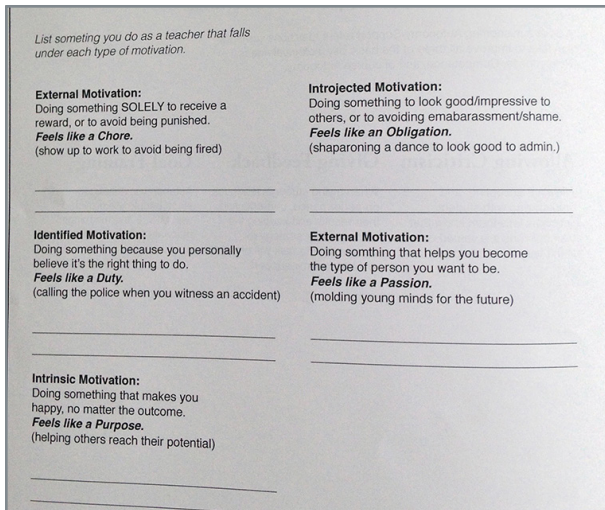 List someting you do as a teacher that falls
under each type of motivation.
External Motivation:
Doing something SOLELY to receive a
reward, or to avoid being punished.
Feels like a Chore.
(show up to work to avoid being fired)
Introjected Motivation:
Doing something to look good/impressive to
others, or to avoiding emabarassment/shame.
Feels like an Obligation.
(shaparoning a dance to look good to admin.)
Identified Motivation:
Doing something because you personally
believe it's the right thing to do.
Feels like a Duty.
(calling the police when you witness an accident)
External Motivation:
Doing somthing that helps you become
the type of person you want to be.
Feels like a Passion.
(molding young minds for the future)
Intrinsic Motivation:
Doing something that makes you
happy, no matter the outcome.
Feels like a Purpose.
(helping others reach their potential)